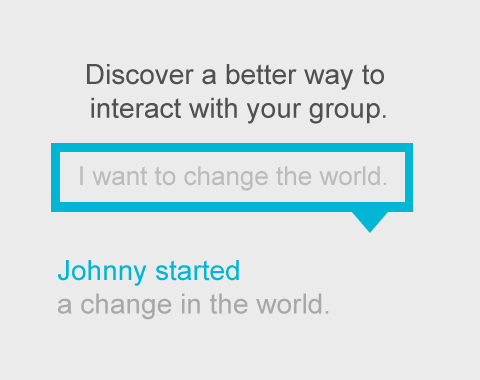 Discover a better way to
interact with your group.
I want to change the world.
Johnny started
a change in the world.